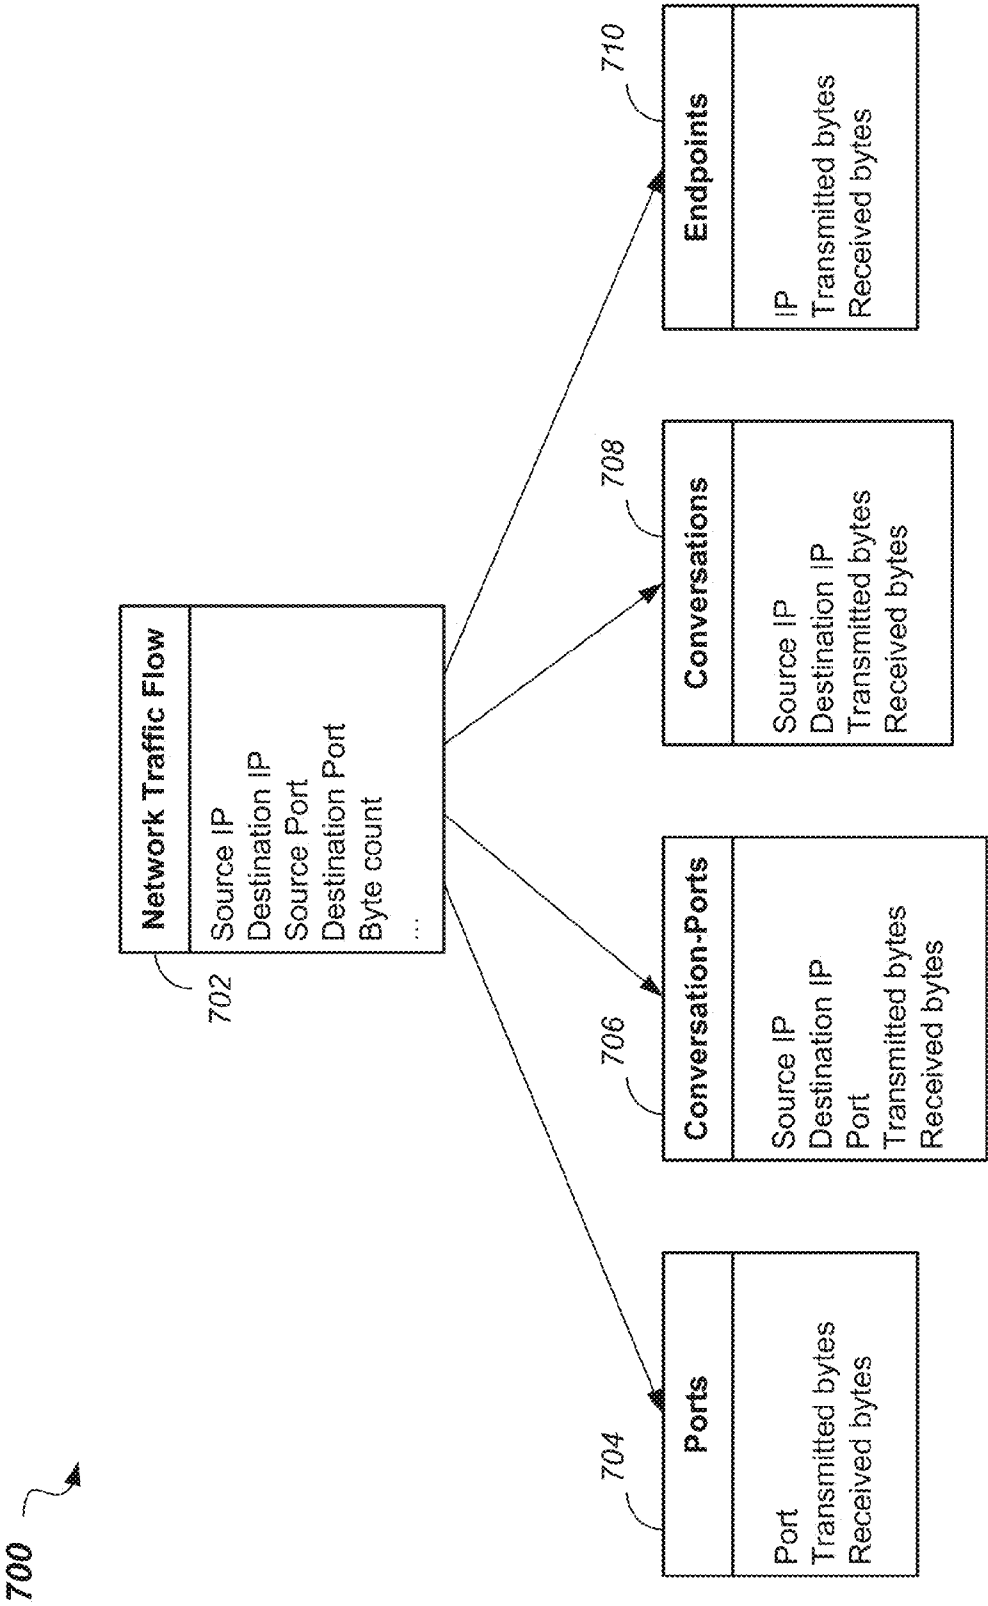 700
702
Network Traffic Flow
Source IP
Destination IP
Source Port
Destination Port
Byte count
...
704
Ports
Port
Transmitted bytes
Received bytes
706
Conversation-Ports
Source IP
Destination IP
Port
Transmitted bytes
Received bytes
708
Conversations
Source IP
Destination IP
Transmitted bytes
Received bytes
710
Endpoints
IP
Transmitted bytes
Received bytes